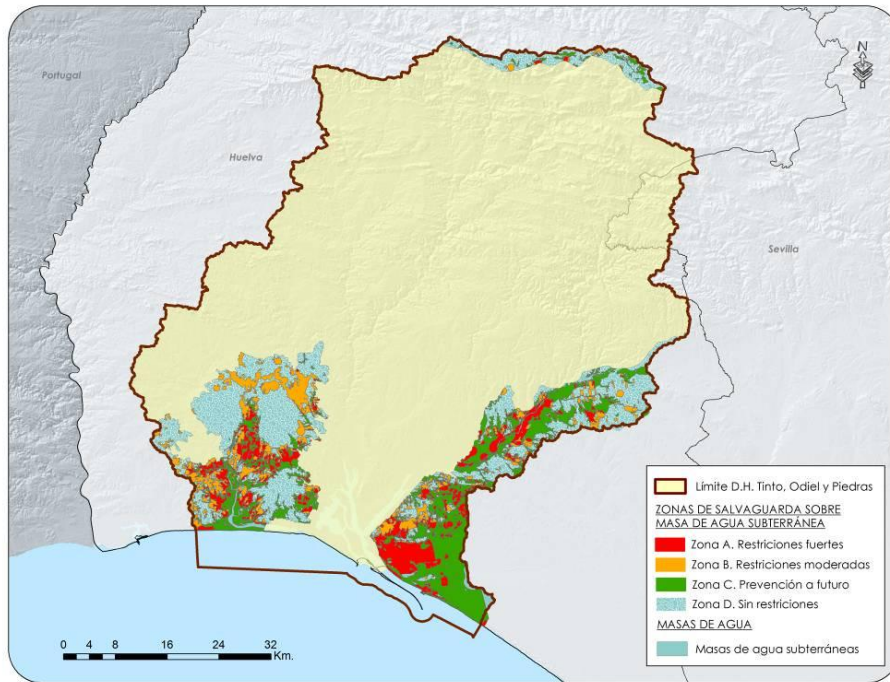 Portugal
Huelva
N
Sevilla
Límite D.H. Tinto, Odiel y Piedras
ZONAS DE SALVAGUARDA SOBRE
MASA DE AGUA SUBTERRÁNEA
Zona A. Restriciones fuertes
Zona B. Restriciones moderadas
Zona C. Prevención a futuro
Zona D. Sin restriciones
MASAS DE AGUA
Masas de agua subterráneas
0 4 8 16 24 32
Km.